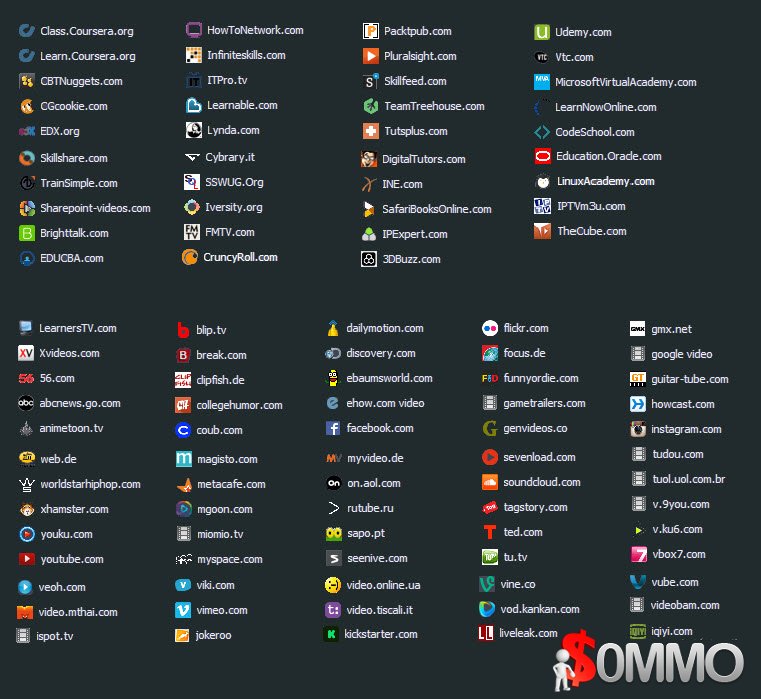 Class.Coursera.org
HowToNetwork.com
Packtpub.com
Udemy.com
Learn.Coursera.org
Infiniteskills.com
Pluralsight.com
Vtc.com
CBTNuggets.com
ITPro.tv
Skillfeed.com
MicrosoftVirtualAcademy.com
CGcookie.com
Learnable.com
TeamTreehouse.com
LearnNowOnline.com
EDX.org
Lynda.com
Tutsplus.com
CodeSchool.com
Skillshare.com
Cybrary.it
DigitalTutors.com
Education.Oracle.com
TrainSimple.com
SSWUG.Org
INE.com
LinuxAcademy.com
Sharepoint-videos.com
Iversity.org
SafariBooksOnline.com
IPTVm3u.com
Brighttalk.com
FMTV.com
IPExpert.com
TheCube.com
EDUCBA.com
CruncyRoll.com
3DBuzz.com
LearnersTV.com
blip.tv
dailymotion.com
flickr.com
gmx.net
Xvideos.com
break.com
discovery.com
focus.de
google video
56.com
clipfish.de
ebaumsworld.com
funnyordie.com
guitar-tube.com
abcnews.go.com
collegehumor.com
ehow.com video
gametrailers.com
howcast.com
animetoon.tv
coub.com
facebook.com
genvideos.co
instagram.com
web.de
magisto.com
myvideo.de
sevenload.com
tudou.com
worldstarhiphop.com
metacafe.com
on.aol.com
soundcloud.com
tuol.uol.com.br
xhamster.com
mgoon.com
rutube.ru
tagstory.com
v.9you.com
youku.com
miomio.tv
sapo.pt
ted.com
v.ku6.com
youtube.com
myspace.com
seenive.com
tu.tv
vbox7.com
veoh.com
viki.com
video.online.ua
vine.co
vube.com
video.mthai.com
vimeo.com
video.tiscali.it
vod.kankan.com
videobam.com
ispot.tv
jokeroo
kickstarter.com
liveleak.com
iqiyi.com
$0MMO